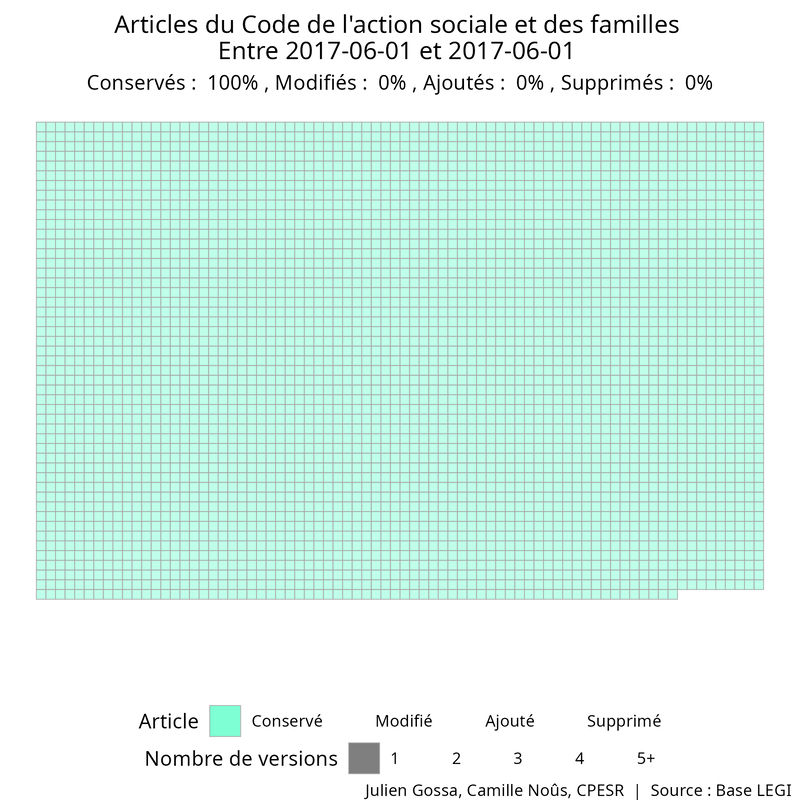 Articles du Code de l'action sociale et des familles
Entre 2017-06-01 et 2017-06-01
Conservés :  100% , Modifiés :  0% , Ajoutés :  0% , Supprimés :  0%
Article Conservé Modifié Ajouté Supprimé
Nombre de versions 1 2 3 4 5+
Julien Gossa, Camille Noûs, CPESR  |  Source : Base LEGI